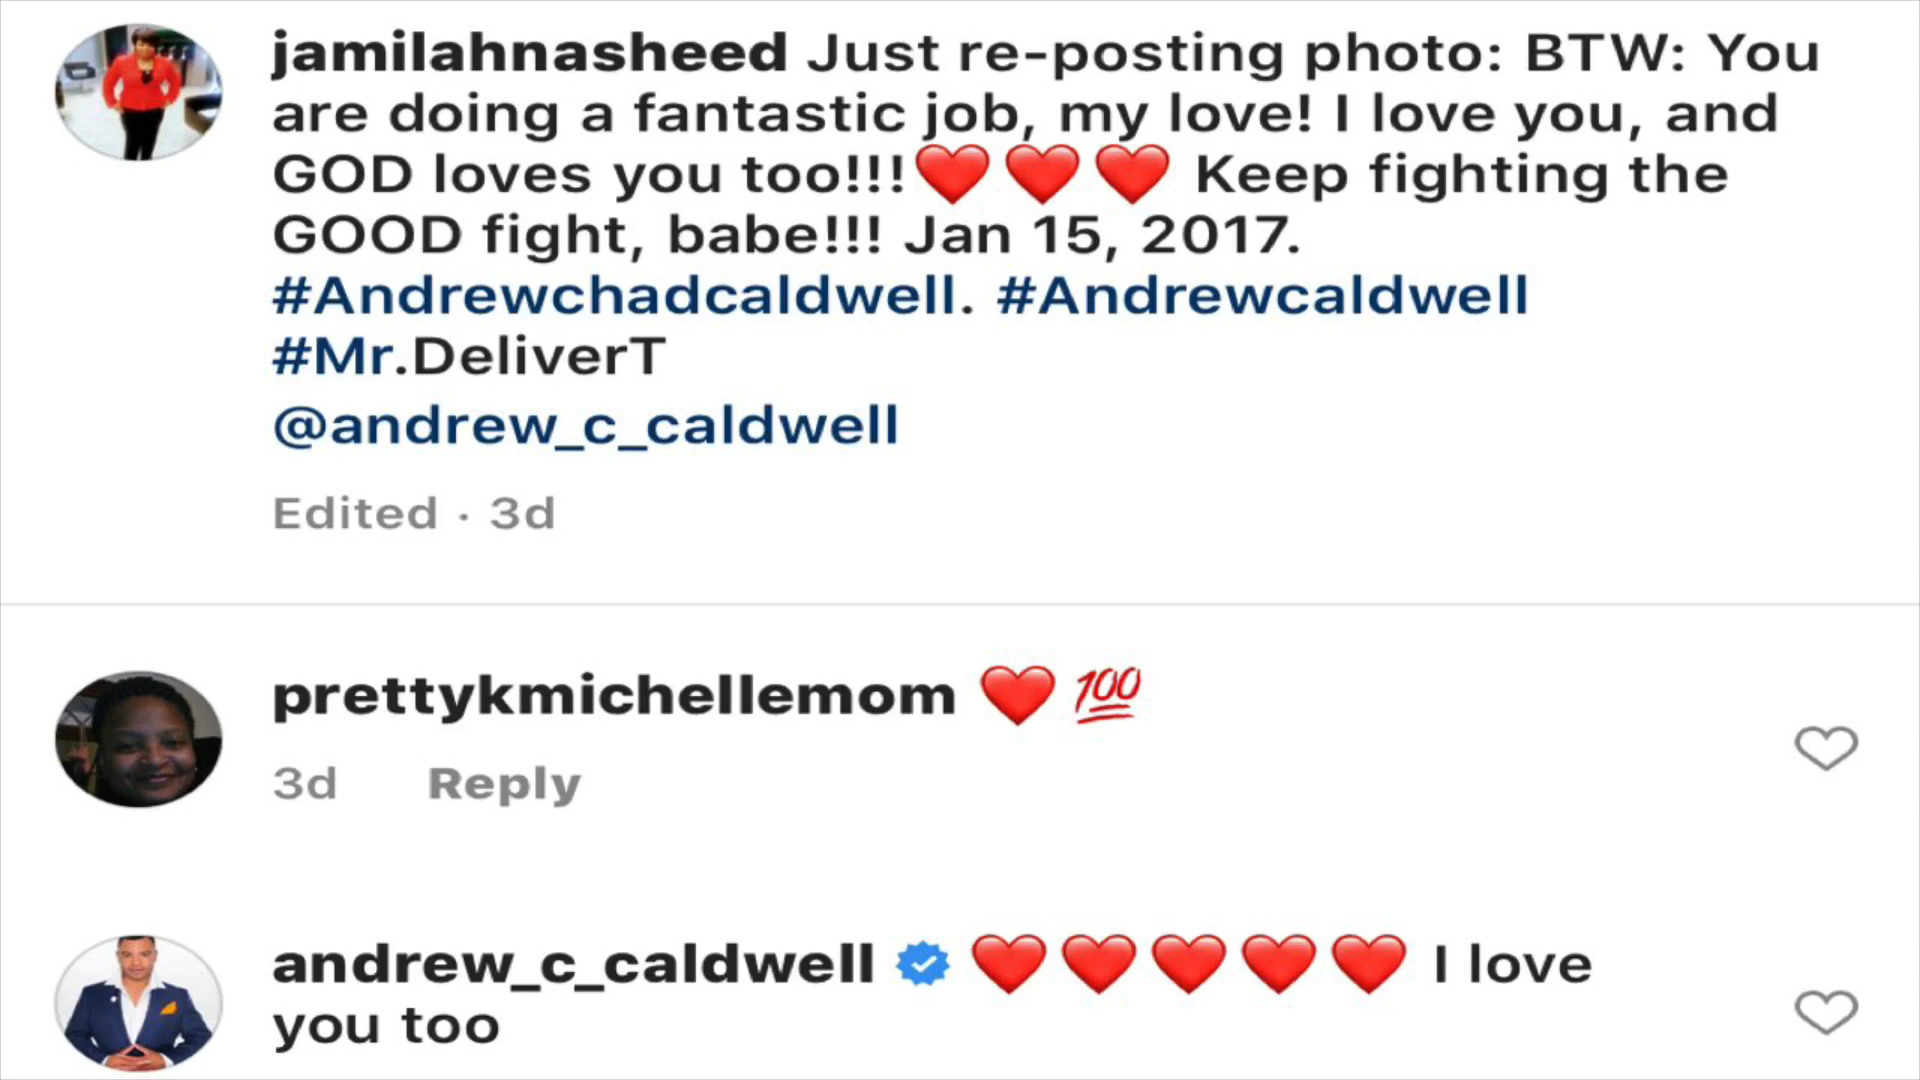 jamilahnasheed Just re-posting photo: BTW: You
are doing a fantastic job, my love! I love you, and
GOD loves you too!!!❤️❤️❤️ Keep fighting the
GOOD fight, babe!!! Jan 15, 2017.
#Andrewchadcaldwell. #Andrewcaldwell
#Mr.DeliverT
@andrew_c_caldwell
Edited · 3d
prettykmichellemom ❤️ 💯
3d Reply
andrew_c_caldwell ❤️❤️❤️❤️❤️ I love
you too